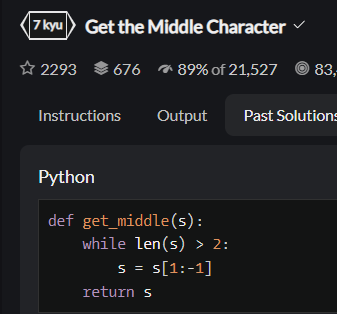 7 kyu Get the Middle Character
2293 676 89% of 21,527 83,
Instructions Output Past Solutions
Python
def get_middle(s):
    while len(s) > 2:
        s = s[1:-1]
    return s